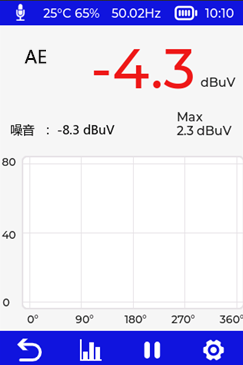 25°C 65% 50.02Hz 10:10
AE
-4.3 dBuV
噪音 : -8.3 dBuV
Max
2.3 dBuV
80
40
0
0° 90° 180° 270° 360°